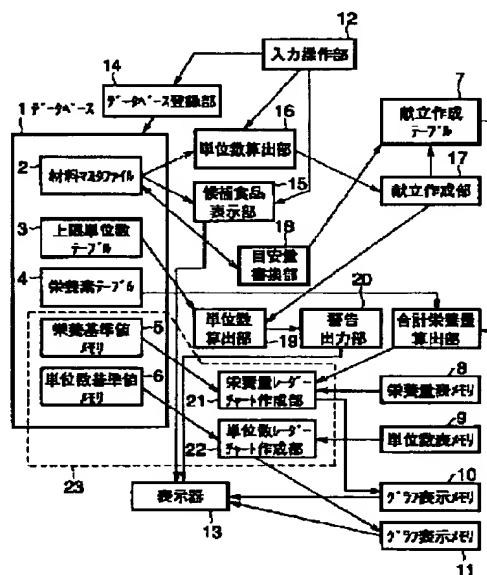 12
入力操作部
14
データベース登録部
7
献立作成
テーブル
1 データベース
16
単位数算出部
2
材料マスタファイル
15
候補食品
表示部
17
献立作成部
3
上限単位数
テーブル
18
目安量
書換部
4
栄養素テーブル
20
単位数
算出部
19
警告
出力部
合計栄養量
算出部
栄養基準値
メモリ
5
栄養量レーダー
チャート作成部
21
8
栄養量表メモリ
単位数基準値
メモリ
6
単位数レーダー
チャート作成部
22
9
単位数表メモリ
23
表示器
13
10
グラフ表示メモリ
グラフ表示メモリ
11